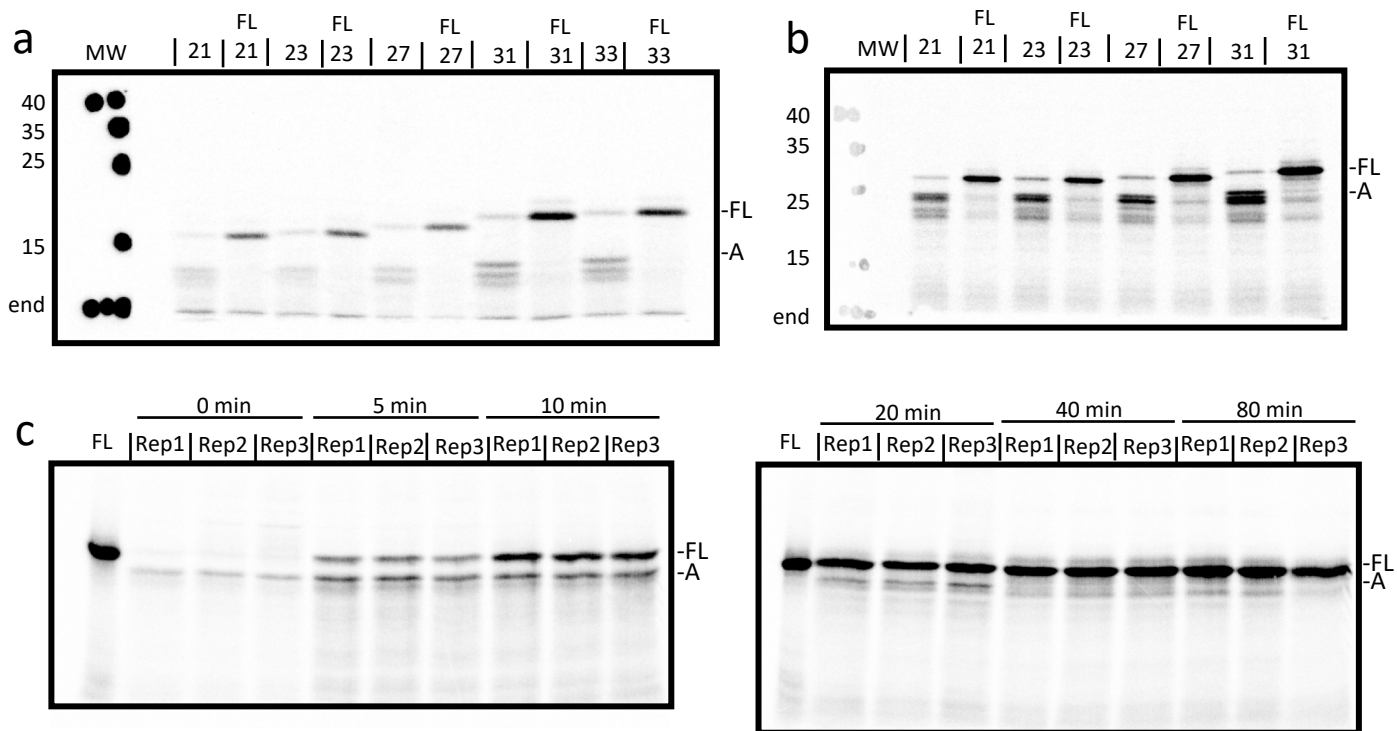 a
FL FL FL FL FL
MW 21 21 23 23 27 27 31 31 33 33
40
35
25
-FL
15
-A
end
b
FL FL FL FL
MW 21 21 23 23 27 27 31 31
40
35
-FL
-A
25
15
end
c
0 min 5 min 10 min
FL Rep1 Rep2 Rep3 Rep1 Rep2 Rep3 Rep1 Rep2 Rep3
-FL
-A
20 min 40 min 80 min
FL Rep1 Rep2 Rep3 Rep1 Rep2 Rep3 Rep1 Rep2 Rep3
-FL
-A